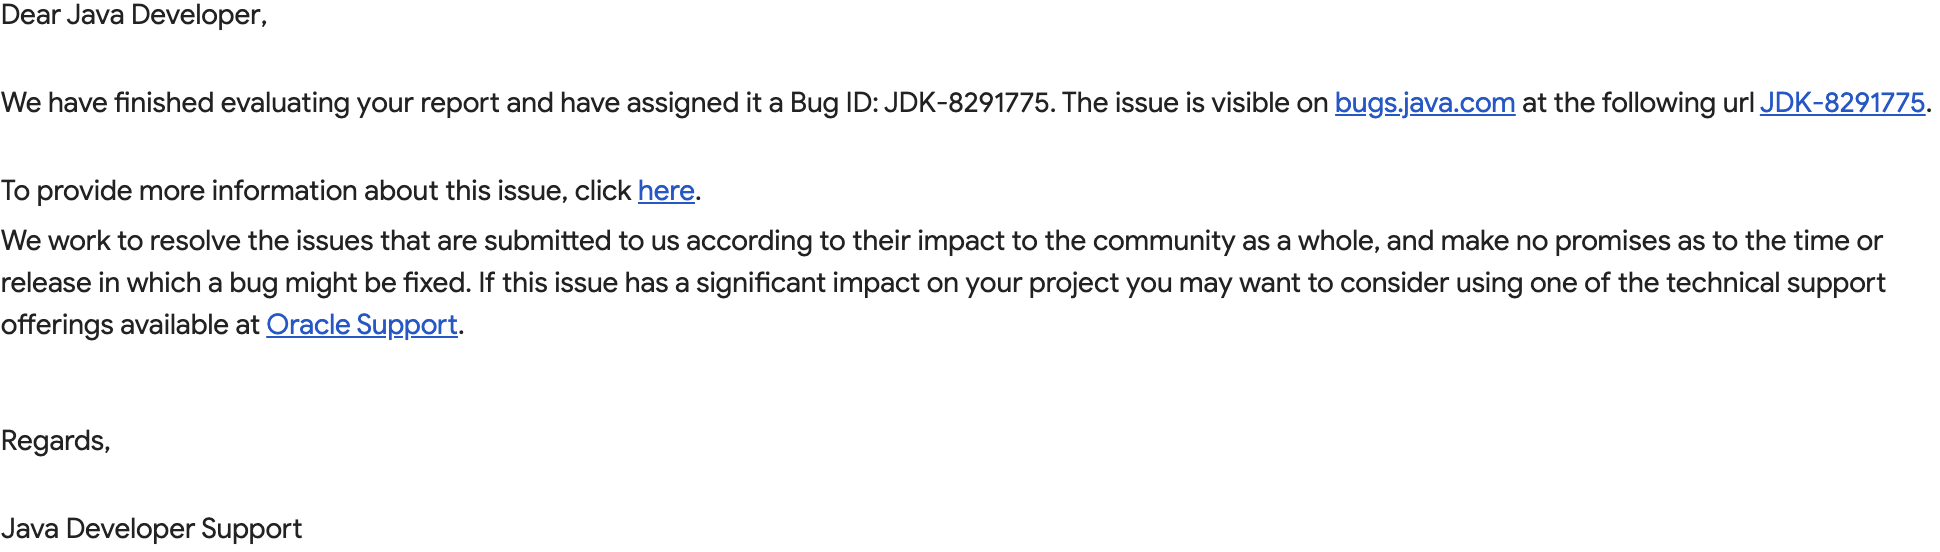 Dear Java Developer,
We have finished evaluating your report and have assigned it a Bug ID: JDK-8291775. The issue is visible on bugs.java.com at the following url JDK-8291775.
To provide more information about this issue, click here.
We work to resolve the issues that are submitted to us according to their impact to the community as a whole, and make no promises as to the time or
release in which a bug might be fixed. If this issue has a significant impact on your project you may want to consider using one of the technical support
offerings available at Oracle Support.
Regards,
Java Developer Support